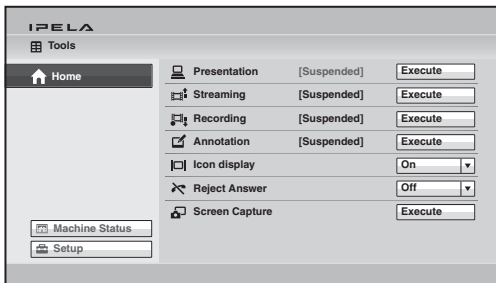 IPELA
Tools
Home
Presentation [Suspended] Execute
Streaming [Suspended] Execute
Recording [Suspended] Execute
Annotation [Suspended] Execute
Icon display On
Reject Answer Off
Screen Capture Execute
Machine Status
Setup